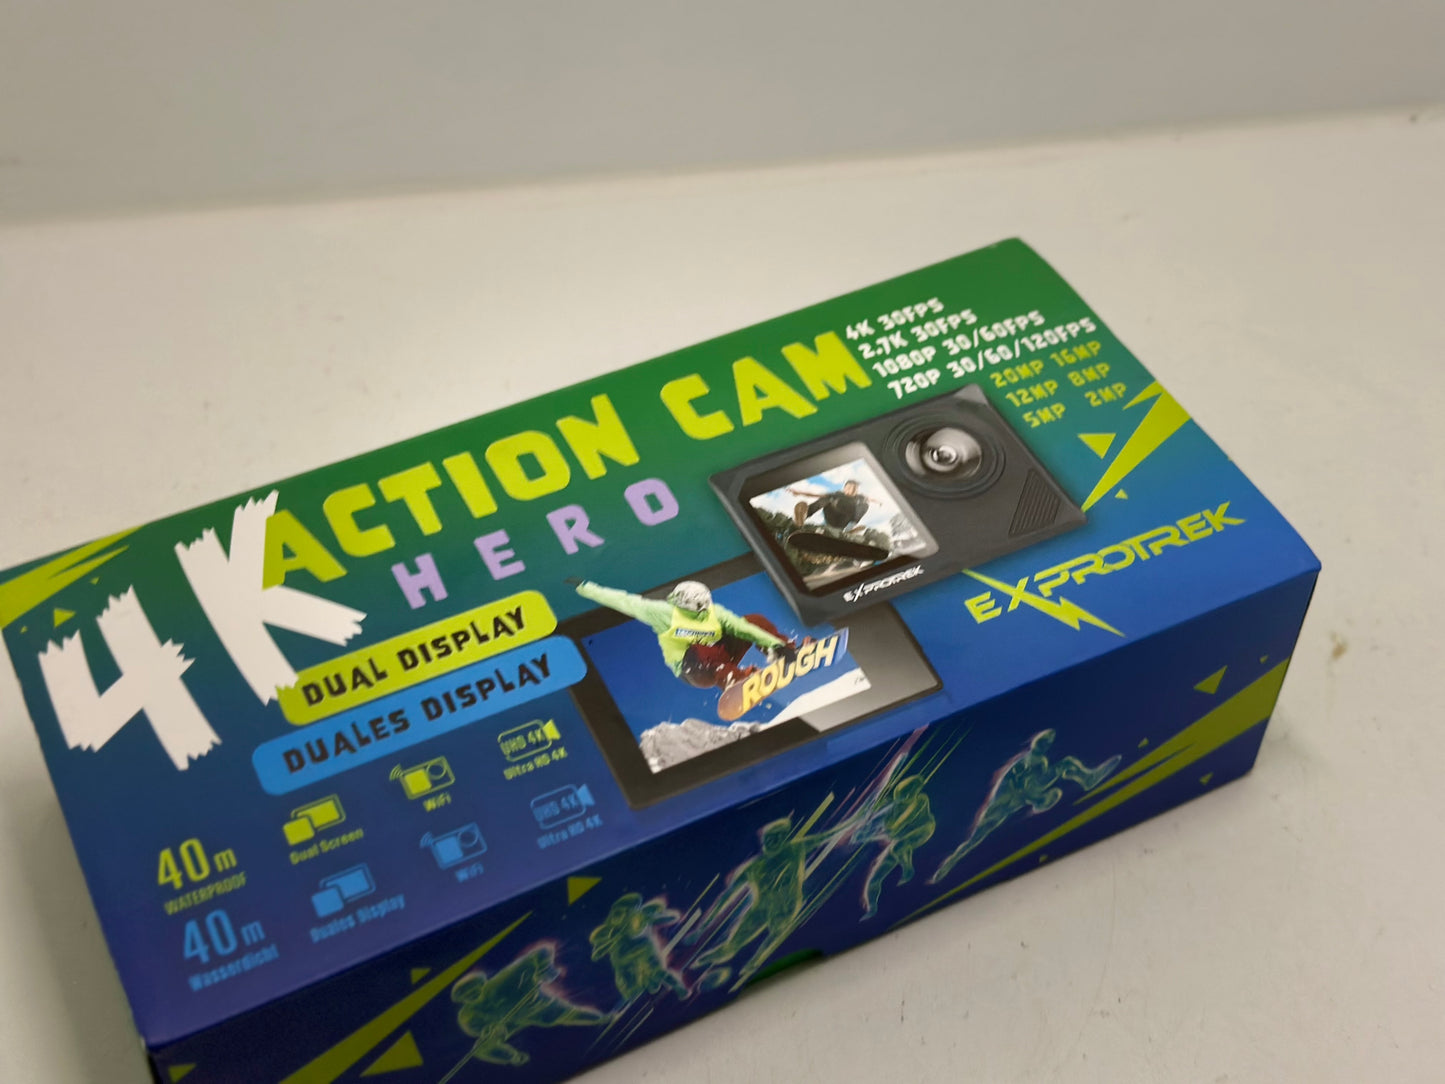 4K ACTION CAM
HERO
4K 30FPS
2.7K 30FPS
1080P 30/60FPS
720P 30/60/120FPS
20MP 16MP
12MP 8MP
5MP 2MP
EXPROTREK
EXPROTREK
DUAL DISPLAY
DUALES DISPLAY
ROUGH
UHD 4K
Ultra HD 4K
WiFi
Dual Screen
40 m
WATERPROOF
UHD 4K
Ultra HD 4K
WiFi
Duales Display
40 m
Wasserdicht